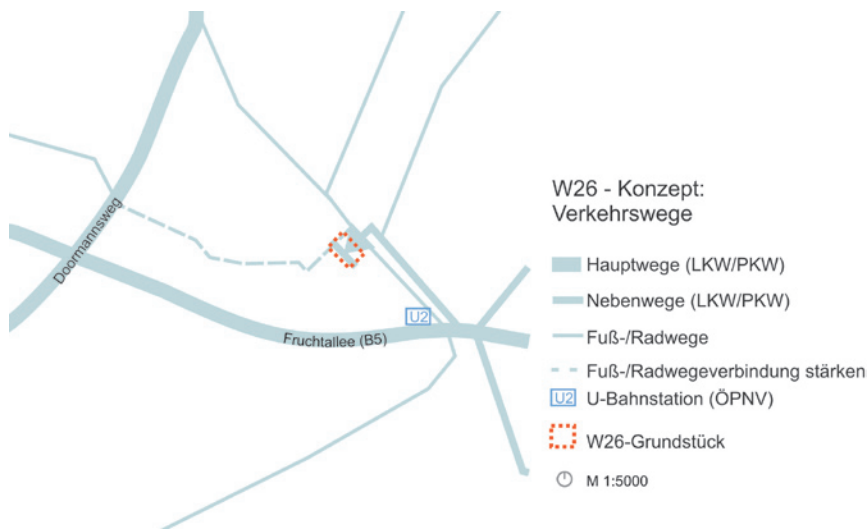 W26 - Konzept:
Verkehrswege
Hauptwege (LKW/PKW)
Nebenwege (LKW/PKW)
Fuß-/Radwege
Fuß-/Radwegeverbindung stärken
U2 U-Bahnstation (ÖPNV)
W26-Grundstück
M 1:5000
Doormannsweg
U2
Fruchtallee (B5)